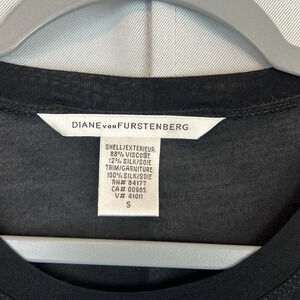 DIANE VON FURSTENBERG
SHELL/EXTERIEUR:
88% VISCOSE
12% SILK/SOIE
TRIM/GARNITURE:
100% SILK/SOIE
RN# 84177
CA# 00985
V# 41011
S